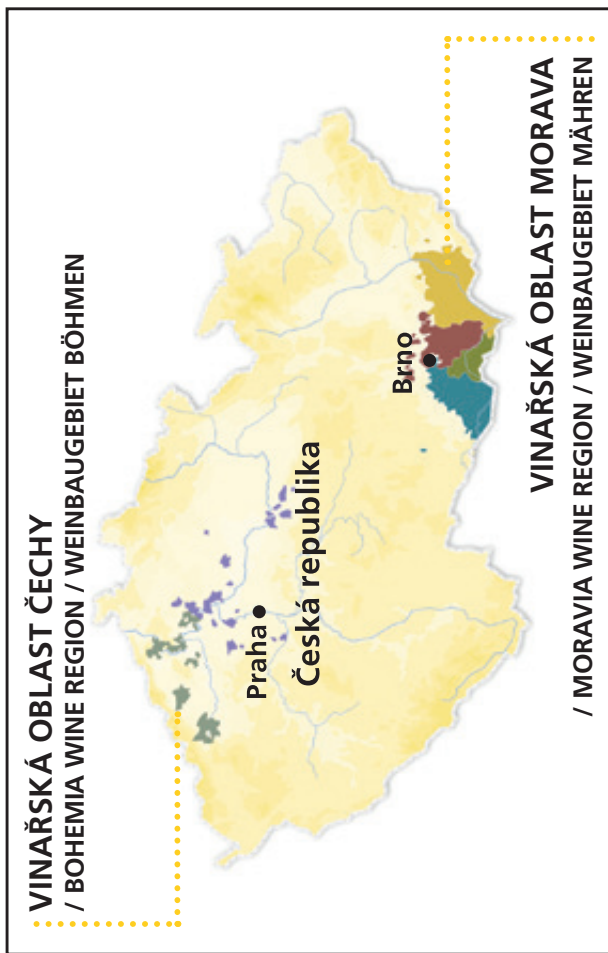 VINAŘSKÁ OBLAST ČECHY
/ BOHEMIA WINE REGION / WEINBAUGEBIET BÖHMEN
Praha
Česká republika
Brno
VINAŘSKÁ OBLAST MORAVA
/ MORAVIA WINE REGION / WEINBAUGEBIET MÄHREN